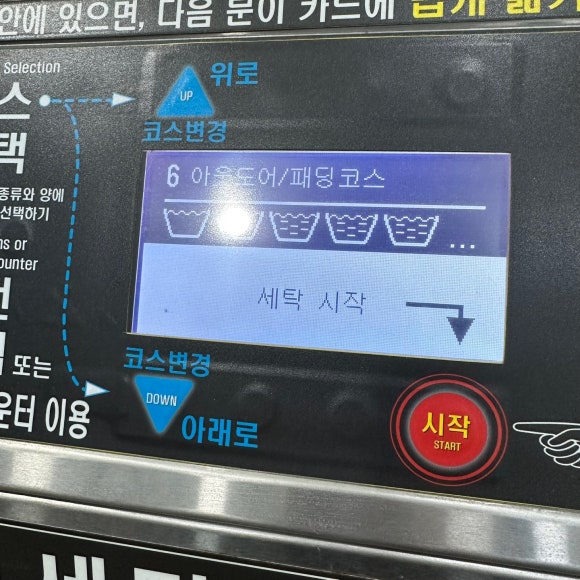 안에 있으면, 다음 분이 카드에
Selection
스
택
종류와 양에
선택하기
ns or
ounter
또는
운터 이용
UP
위로
코스변경
6 아웃도어/패딩코스
...
세탁 시작
코스변경
DOWN
아래로
시작
START